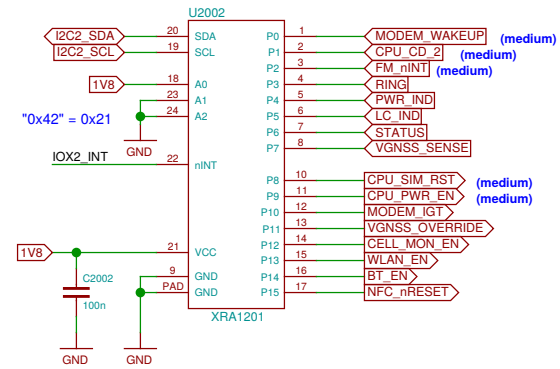 U2002
I2C2_SDA 20 SDA P0 1 MODEM_WAKEUP (medium)
I2C2_SCL 19 SCL P1 2 CPU_CD_2 (medium)
P2 3 FM_nINT (medium)
1V8 18 A0 P3 4 RING
23 A1 P4 5 PWR_IND
24 A2 P5 6 LC_IND
"0x42" = 0x21
P6 7 STATUS
P7 8 VGNSS_SENSE
GND
IOX2_INT 22 nINT
P8 10 CPU_SIM_RST (medium)
P9 11 CPU_PWR_EN (medium)
P10 12 MODEM_IGT
P11 13 VGNSS_OVERRIDE
P12 14 CELL_MON_EN
1V8 21 VCC P13 15 WLAN_EN
C2002 9 GND P14 16 BT_EN
100n PAD GND P15 17 NFC_nRESET
XRA1201
GND GND